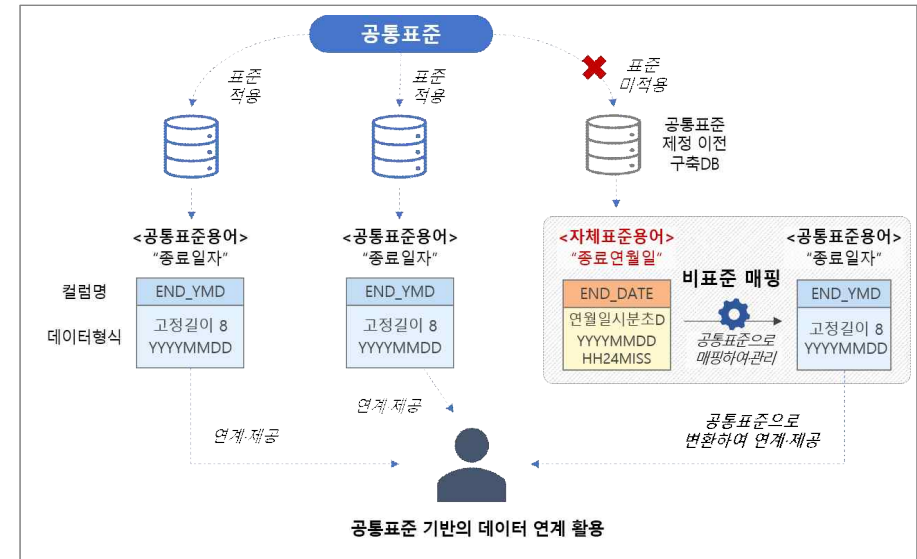 공통표준
표준
적용
표준
적용
표준
미적용
공통표준
제정 이전
구축DB
<공통표준용어>
"종료일자"
<공통표준용어>
"종료일자"
<자체표준용어>
"종료연월일"
<공통표준용어>
"종료일자"
비표준 매핑
컬럼명
END_YMD
END_YMD
END_DATE
END_YMD
데이터형식
고정길이 8
YYYYMMDD
고정길이 8
YYYYMMDD
연월일시분초D
YYYYMMDD
HH24MISS
공통표준으로
매핑하여관리
고정길이 8
YYYYMMDD
연계·제공
연계·제공
공통표준으로
변환하여 연계·제공
공통표준 기반의 데이터 연계 활용